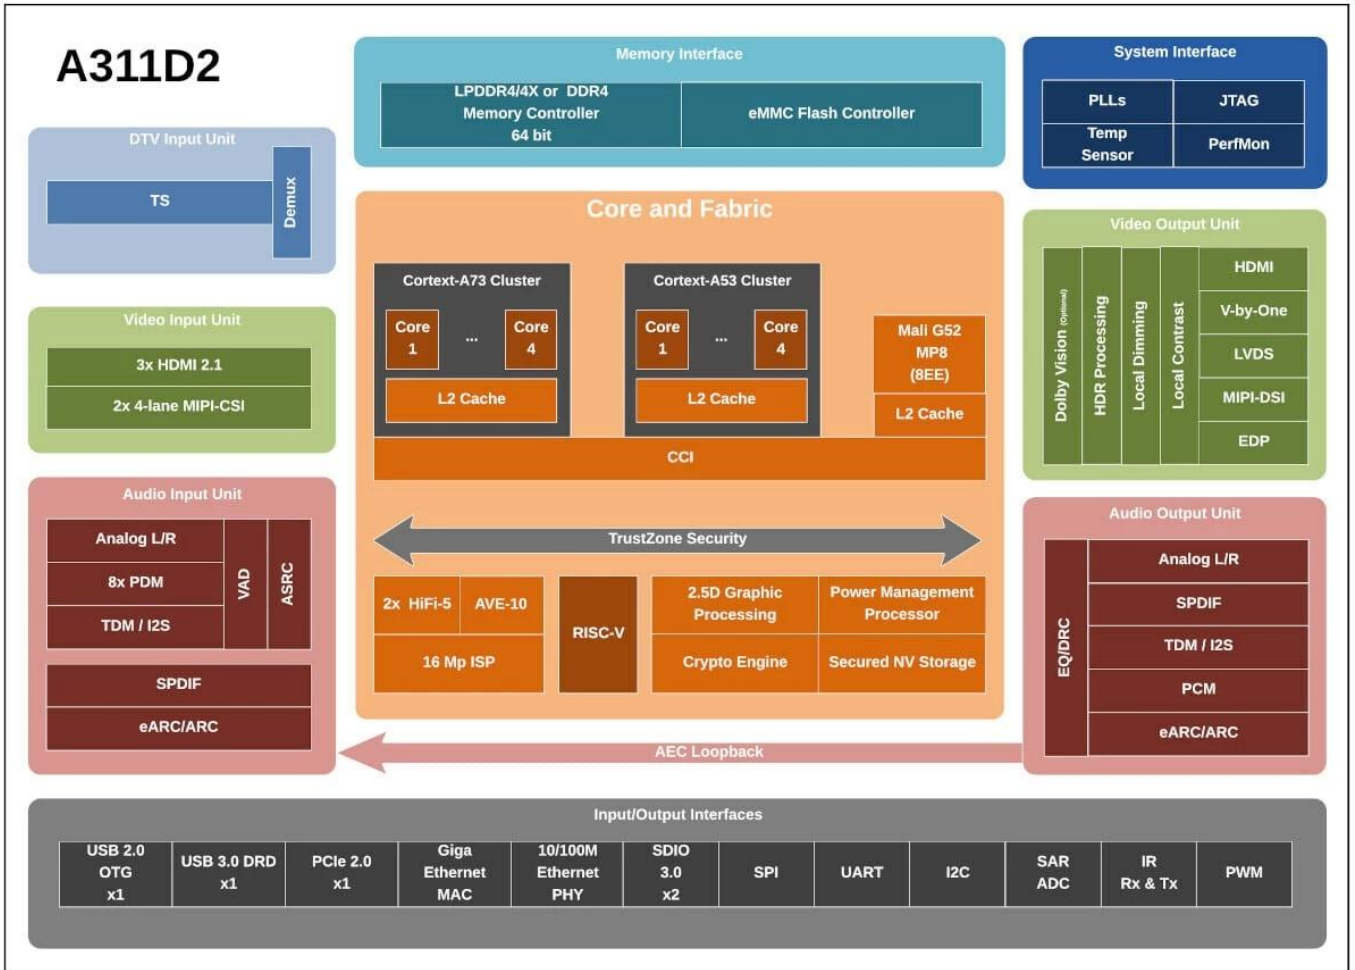 A311D2
DTV Input Unit
TS
Demux
Video Input Unit
3x HDMI 2.1
2x 4-lane MIPI-CSI
Audio Input Unit
Analog L/R
8x PDM
TDM / I2S
VAD
ASRC
SPDIF
eARC/ARC
Memory Interface
LPDDR4/4X or DDR4
Memory Controller
64 bit
eMMC Flash Controller
Core and Fabric
Cortext-A73 Cluster
Core
1
...
Core
4
L2 Cache
Cortext-A53 Cluster
Core
1
...
Core
4
L2 Cache
Mali G52
MP8
(8EE)
L2 Cache
CCI
TrustZone Security
2x HiFi-5
AVE-10
16 Mp ISP
RISC-V
2.5D Graphic
Processing
Power Management
Processor
Crypto Engine
Secured NV Storage
AEC Loopback
System Interface
PLLs
JTAG
Temp
Sensor
PerfMon
Video Output Unit
Dolby Vision (Optional)
HDR Processing
Local Dimming
Local Contrast
HDMI
V-by-One
LVDS
MIPI-DSI
EDP
Audio Output Unit
EQ/DRC
Analog L/R
SPDIF
TDM / I2S
PCM
eARC/ARC
Input/Output Interfaces
USB 2.0
OTG
x1
USB 3.0 DRD
x1
PCIe 2.0
x1
Giga
Ethernet
MAC
10/100M
Ethernet
PHY
SDIO
3.0
x2
SPI
UART
I2C
SAR
ADC
IR
Rx & Tx
PWM